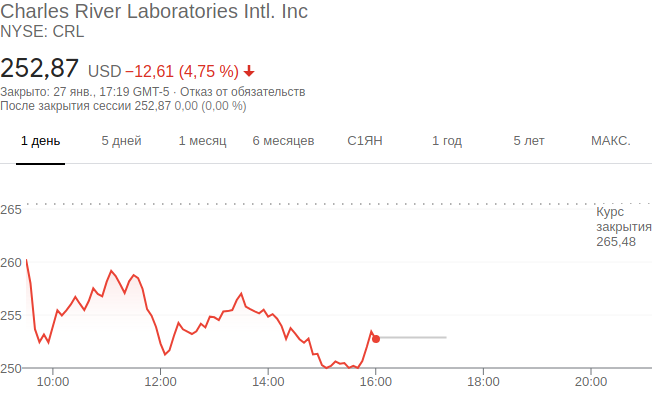 Charles River Laboratories Intl. Inc
NYSE: CRL
252,87 USD −12,61 (4,75 %)
Закрыто: 27 янв., 17:19 GMT-5 · Отказ от обязательств
После закрытия сессии 252,87 0,00 (0,00 %)
1 день 5 дней 1 месяц 6 месяцев С1ЯН 1 год 5 лет МАКС.
265
Курс
закрытия
265,48
260
255
250
10:00 12:00 14:00 16:00 18:00 20:00